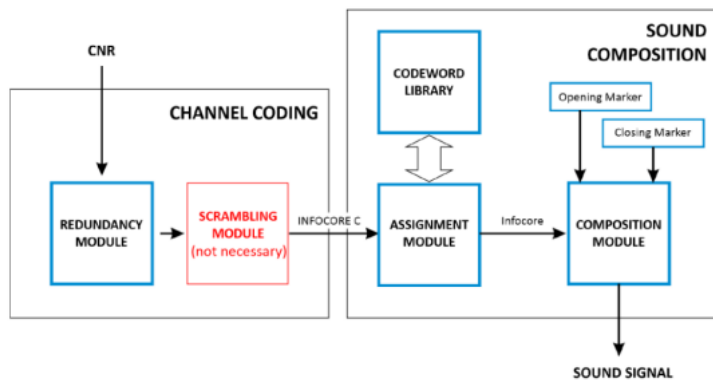 CNR
CHANNEL CODING
REDUNDANCY
MODULE
SCRAMBLING
MODULE
(not necessary)
INFOCORE C
SOUND
COMPOSITION
CODEWORD
LIBRARY
Opening Marker
Closing Marker
ASSIGNMENT
MODULE
Infocore
COMPOSITION
MODULE
SOUND SIGNAL